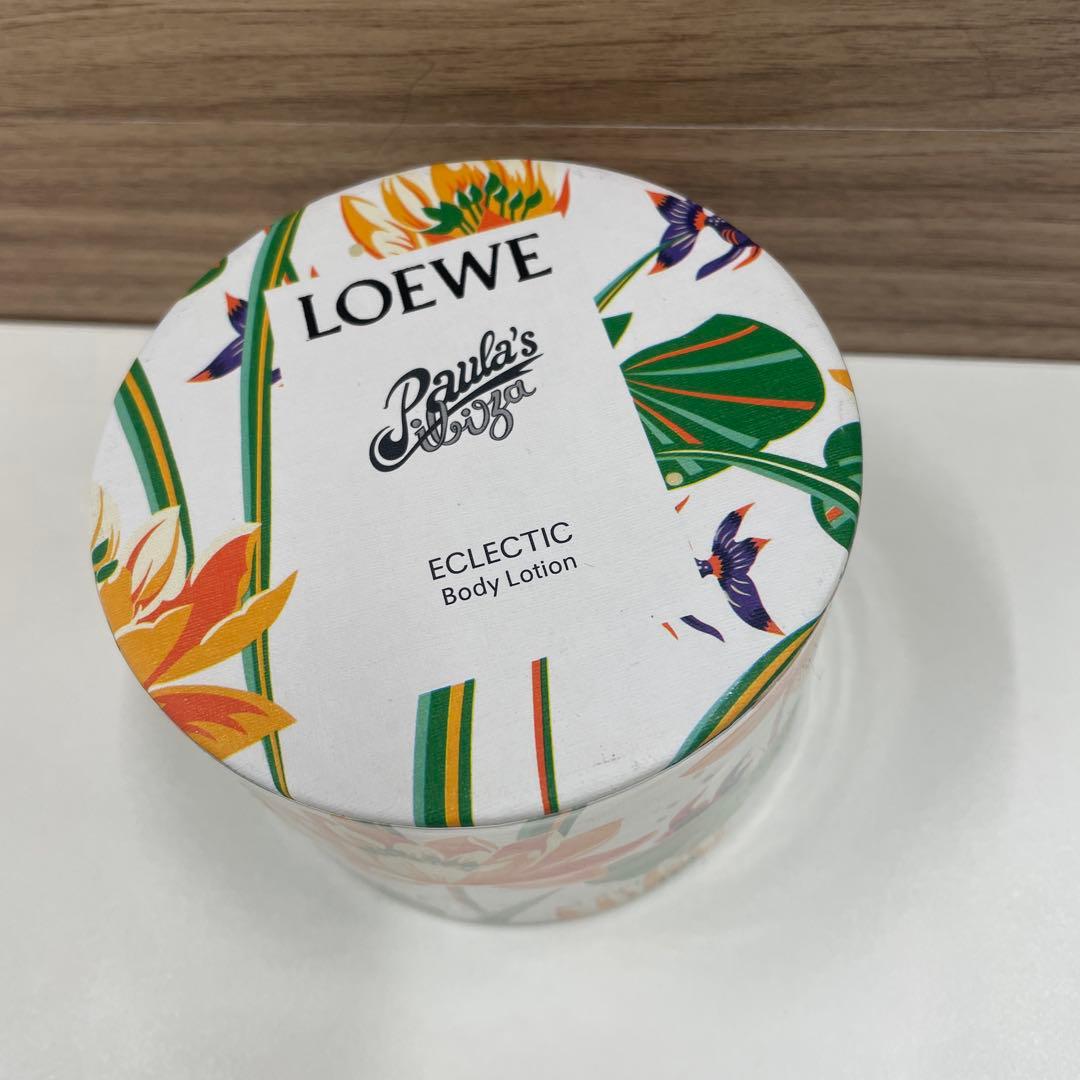 LOEWE
Paula's
ibiza
ECLECTIC
Body Lotion